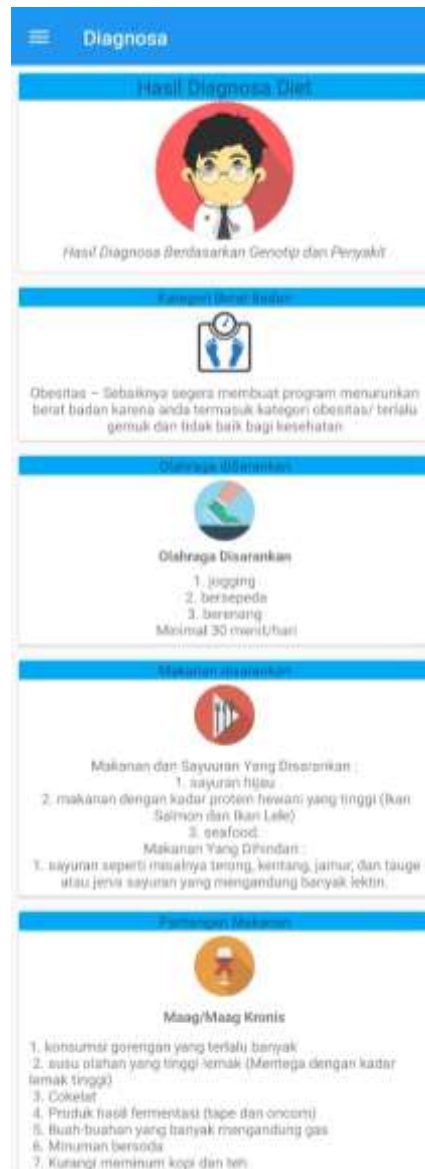 Diagnosa
Hasil Diagnosa Diet
Hasil Diagnosa Berdasarkan Genotip dan Penyakit
Kategori Berat Badan
Obesitas – Sebaiknya segera membuat program menurunkan
berat badan karena anda termasuk kategori obesitas/ terlalu
gemuk dan tidak baik bagi kesehatan
Olahraga diSarankan
Olahraga Disarankan
1. jogging
2. bersepeda
3. berenang
Minimal 30 menit/hari
Makanan disarankan
Makanan dan Sayuuran Yang Disarankan :
1. sayuran hijau
2. makanan dengan kadar protein hewani yang tinggi (Ikan
Salmon dan Ikan Lele)
3. seafood.
Makanan Yang Dihindari :
1. sayuran seperti misalnya terong, kentang, jamur, dan tauge
atau jenis sayuran yang mengandung banyak lektin.
Pantangan Makanan
Maag/Maag Kronis
1. konsumsi gorengan yang terlalu banyak
2. susu olahan yang tinggi lemak (Mentega dengan kadar
lemak tinggi)
3. Cokelat
4. Produk hasil fermentasi (tape dan oncom)
5. Buah-buahan yang banyak mengandung gas
6. Minuman bersoda
7. Kurangi meminum kopi dan teh